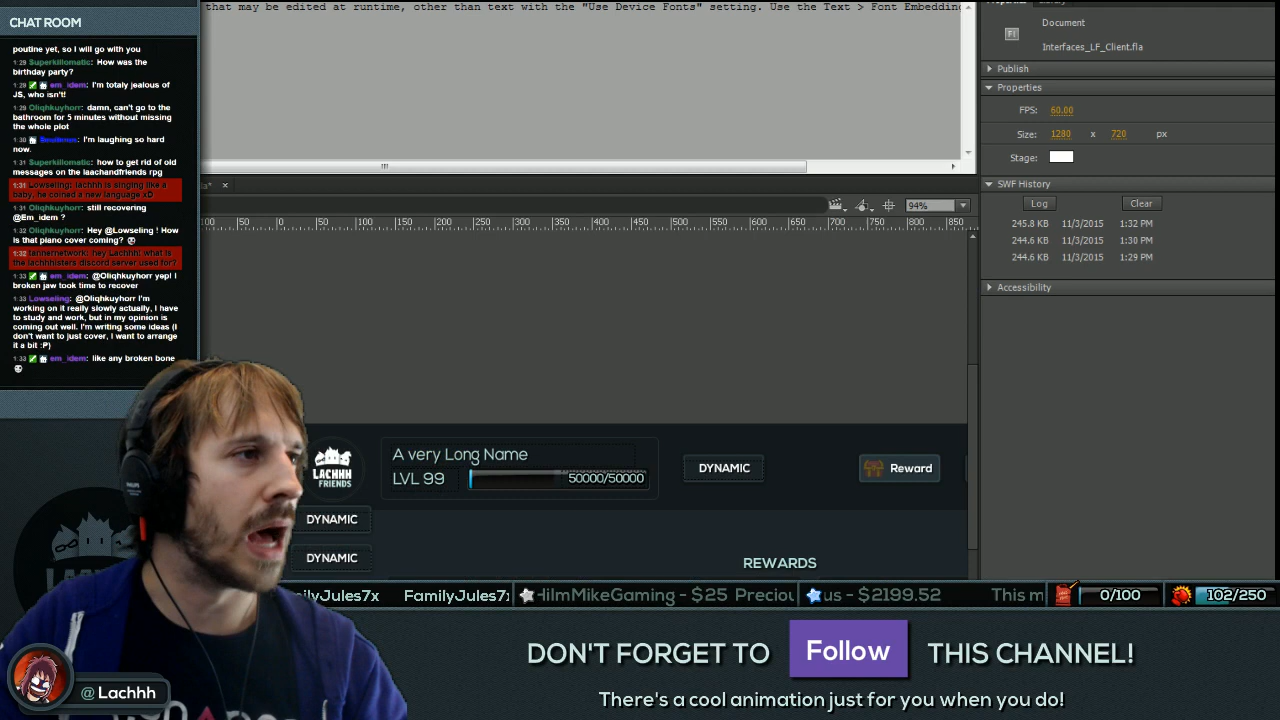 CHAT ROOM
poutine yet, so I will go with you
1:29 Superkillomatic: How was the
birthday party?
1:29 em_idem: I'm totaly jealous of
JS, who isn't!
1:29 Oliqhkuyhorr: damn, can't go to the
bathroom for 5 minutes without missing
the whole plot
1:30 I'm laughing so hard
now.
1:31 Superkillomatic: how to get rid of old
messages on the laachandfriends rpg
1:31 Lowseling: lachhh is singing like a
baby, he coined a new language xD
1:31 Oliqhkuyhorr: still recovering
@Em_idem ?
1:32 Oliqhkuyhorr: Hey @Lowseling ! How
is that piano cover coming?
1:32 tannernetwork: hey Lachhh! what is
the lachhhisters discord server used for?
1:33 em_idem: @Oliqhkuyhorr yep! I
broken jaw took time to recover
1:33 Lowseling: @Oliqhkuyhorr I'm
working on it really slowly actually, I have
to study and work, but in my opinion is
coming out well. I'm writing some ideas (I
don't want to just cover, I want to arrange
it a bit :P)
1:33 em_idem: like any broken bone
that may be edited at runtime, other than text with the "Use Device Fonts" setting. Use the Text > Font Embedding
94%
100 50 0 50 100 150 200 250 300 350 400 450 500 550 600 650 700 750 800 850
Properties Library
Fl
Document
Interfaces_LF_Client.fla
Publish
Properties
FPS: 60.00
Size: 1280 x 720 px
Stage:
SWF History
Log Clear
245.8 KB 11/3/2015 1:32 PM
244.6 KB 11/3/2015 1:30 PM
244.6 KB 11/3/2015 1:29 PM
Accessibility
LACHHH
FRIENDS
A very Long Name
LVL 99 50000/50000
DYNAMIC
Reward
DYNAMIC
DYNAMIC
REWARDS
milyJules7x FamilyJules7x HilmMikeGaming - $25 Preciou us - $2199.52 This m 0/100 102/250
DON'T FORGET TO Follow THIS CHANNEL!
There's a cool animation just for you when you do!
@Lachhh